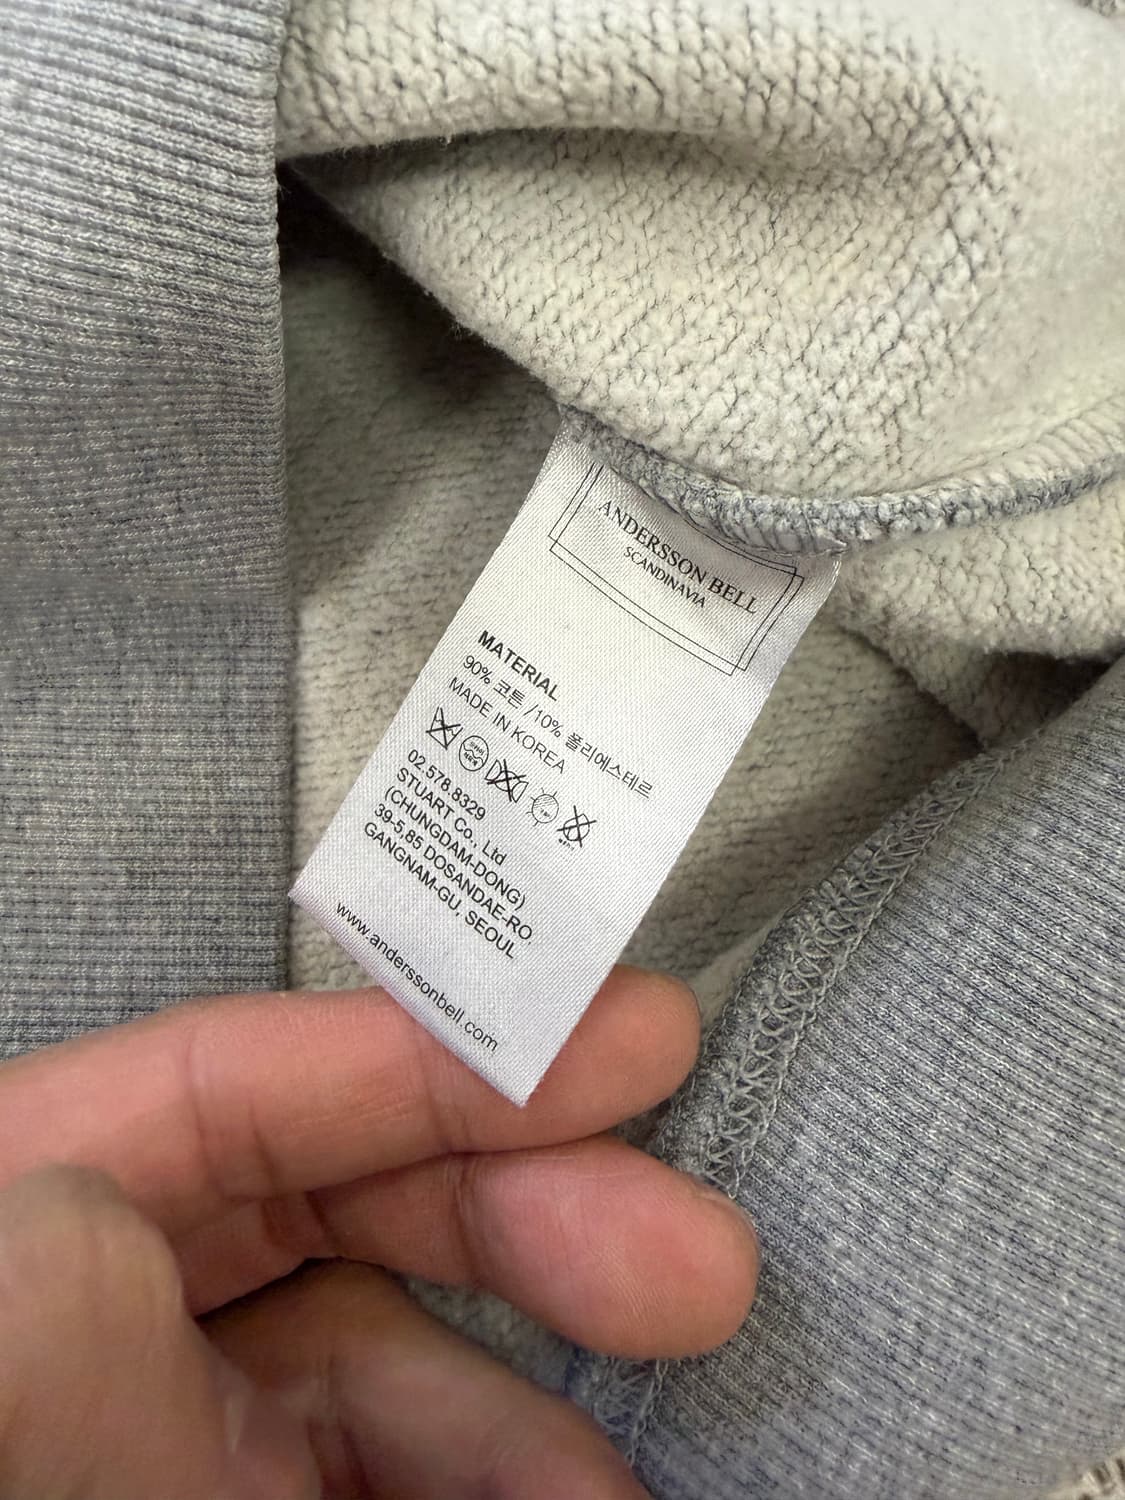 ANDERSSON BELL
SCANDINAVIA
MATERIAL
90% 코튼 /10% 폴리에스테르
MADE IN KOREA
02.578.8329
STUART Co., Ltd
(CHUNGDAM-DONG)
39-5,85 DOSANDAE-RO
GANGNAM-GU, SEOUL
www.anderssonbell.com